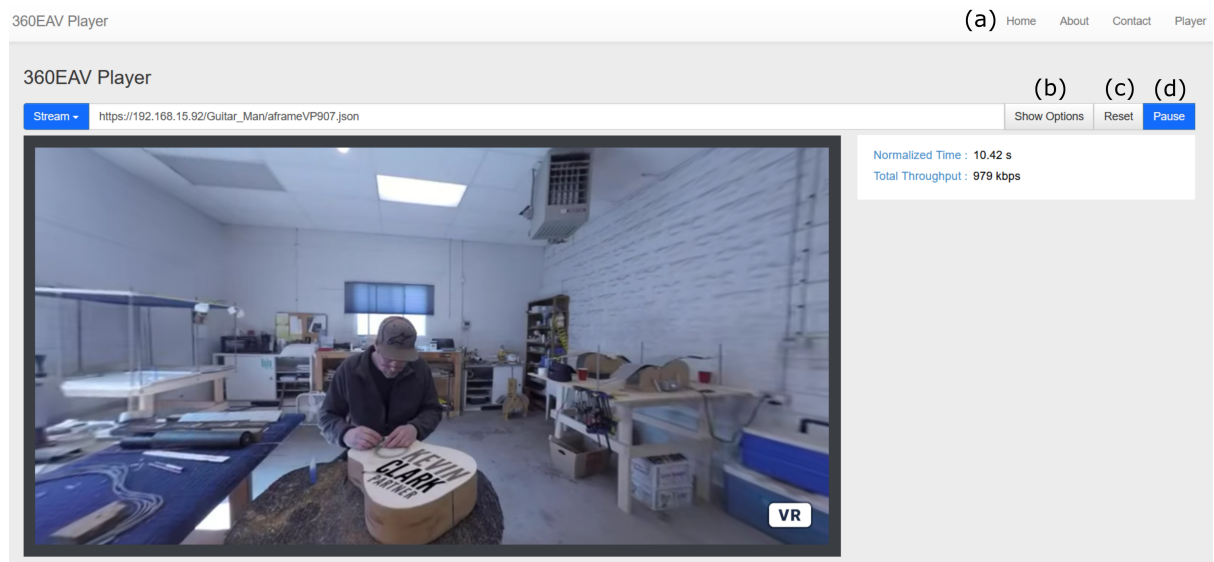 360EAV Player (a) Home About Contact Player
360EAV Player
(b) (c) (d)
Stream https://192.168.15.92/Guitar_Man/aframeVP907.json Show Options Reset Pause
Normalized Time : 10.42 s
Total Throughput : 979 kbps
KEVIN
CLARK
PARTNER
VR